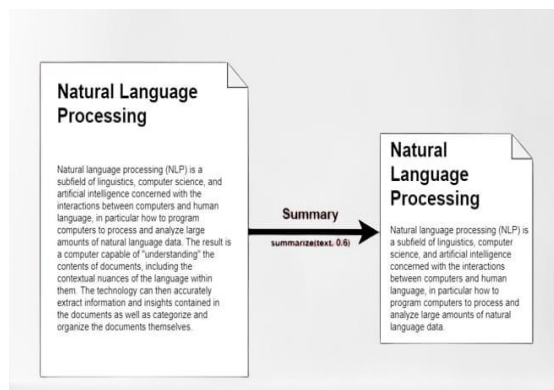 Natural Language
Processing
Natural language processing (NLP) is a
subfield of linguistics, computer science, and
artificial intelligence concerned with the
interactions between computers and human
language, in particular how to program
computers to process and analyze large
amounts of natural language data. The result is
a computer capable of "understanding" the
contents of documents, including the
contextual nuances of the language within
them. The technology can then accurately
extract information and insights contained in
the documents as well as categorize and
organize the documents themselves.
Summary
summarize(text, 0.6)
Natural
Language
Processing
Natural language processing (NLP) is
a subfield of linguistics, computer
science, and artificial intelligence
concerned with the interactions
between computers and human
language, in particular how to
program computers to process and
analyze large amounts of natural
language data.